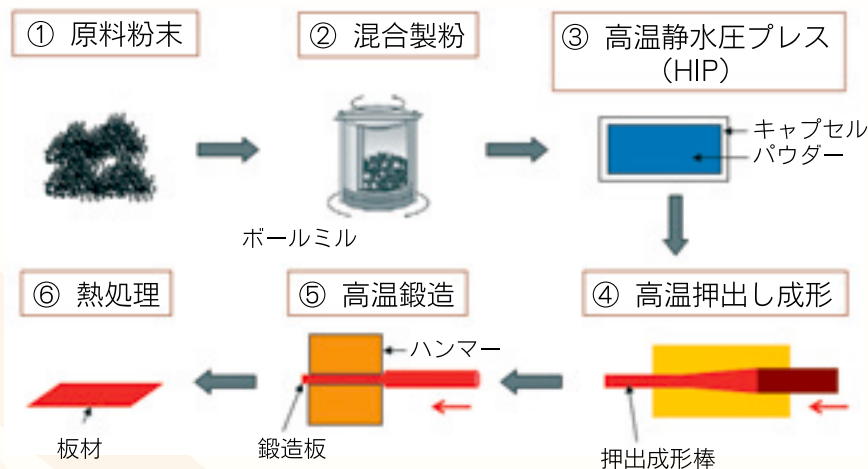 ① 原料粉末
② 混合製粉
③ 高温静水圧プレス
（HIP）
キャプセル
パウダー
ボールミル
④ 高温押出し成形
押出成形棒
⑤ 高温鍛造
ハンマー
鍛造板
⑥ 熱処理
板材